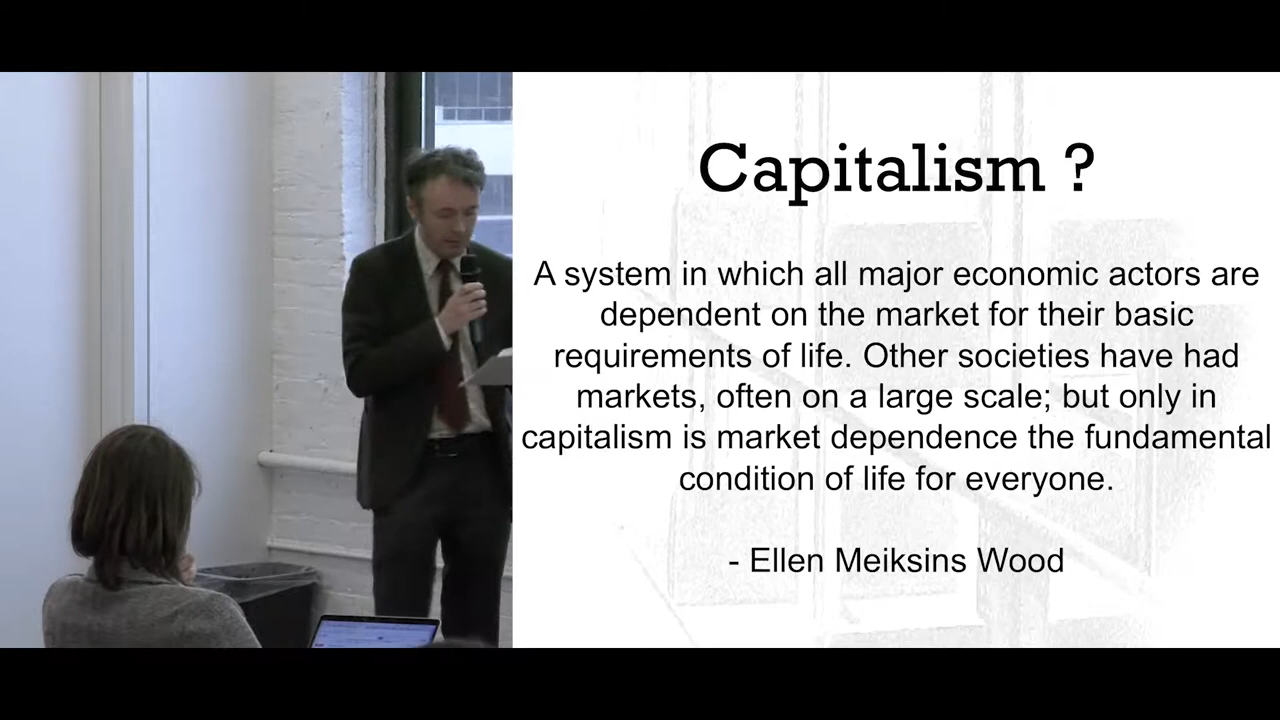 Capitalism ?
A system in which all major economic actors are
dependent on the market for their basic
requirements of life. Other societies have had
markets, often on a large scale; but only in
capitalism is market dependence the fundamental
condition of life for everyone.
- Ellen Meiksins Wood